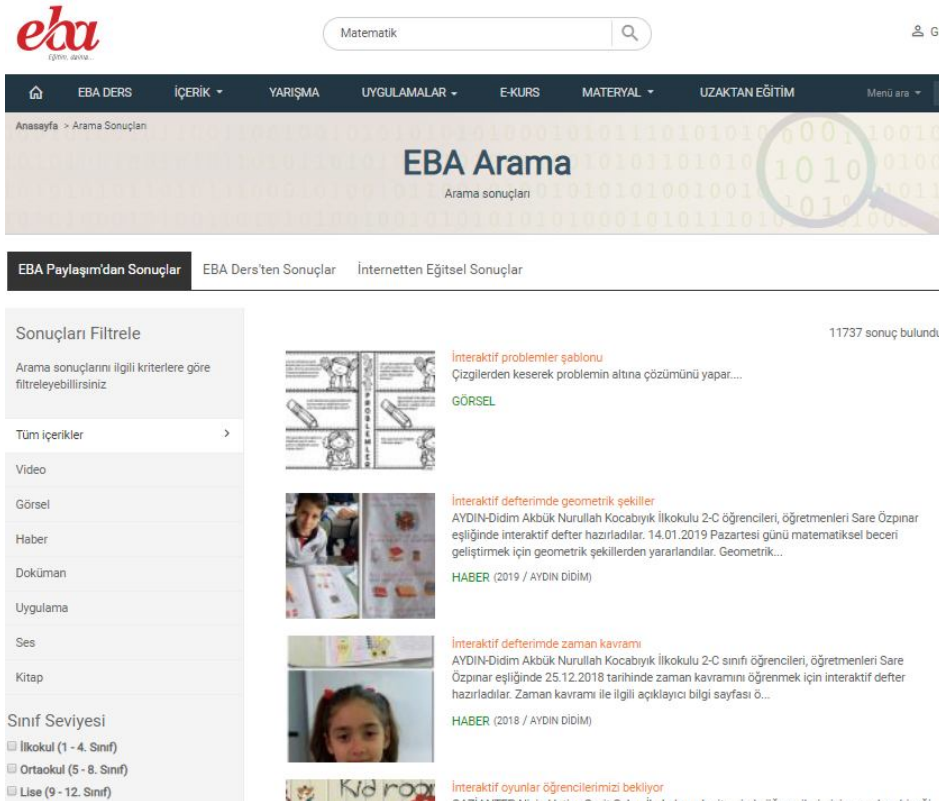 eba
Eğitim, daima...
Matematik
G
EBA DERS
İÇERİK
YARIŞMA
UYGULAMALAR
E-KURS
MATERYAL
UZAKTAN EĞİTİM
Menü ara
Anasayfa > Arama Sonuçları
EBA Arama
Arama sonuçları
EBA Paylaşım'dan Sonuçlar
EBA Ders'ten Sonuçlar
İnternetten Eğitsel Sonuçlar
Sonuçları Filtrele
Arama sonuçlarını ilgili kriterlere göre
filtreleyebillirsiniz
Tüm içerikler
Video
Görsel
Haber
Doküman
Uygulama
Ses
Kitap
Sınıf Seviyesi
İlkokul (1 - 4. Sınıf)
Ortaokul (5 - 8. Sınıf)
Lise (9 - 12. Sınıf)
11737 sonuç bulundu
PROBLEMLER
İnteraktif problemler şablonu
Çizgilerden keserek problemin altına çözümünü yapar....
GÖRSEL
İnteraktif defterimde geometrik şekiller
AYDIN-Didim Akbük Nurullah Kocabıyık İlkokulu 2-C öğrencileri, öğretmenleri Sare Özpınar
eşliğinde interaktif defter hazırladılar. 14.01.2019 Pazartesi günü matematiksel beceri
geliştirmek için geometrik şekillerden yararlandılar. Geometrik...
HABER (2019 / AYDIN DİDİM)
İnteraktif defterimde zaman kavramı
AYDIN-Didim Akbük Nurullah Kocabıyık İlkokulu 2-C sınıfı öğrencileri, öğretmenleri Sare
Özpınar eşliğinde 25.12.2018 tarihinde zaman kavramını öğrenmek için interaktif defter
hazırladılar. Zaman kavramı ile ilgili açıklayıcı bilgi sayfası ö...
HABER (2018 / AYDIN DİDİM)
Kid room
İnteraktif oyunlar öğrencilerimizi bekliyor